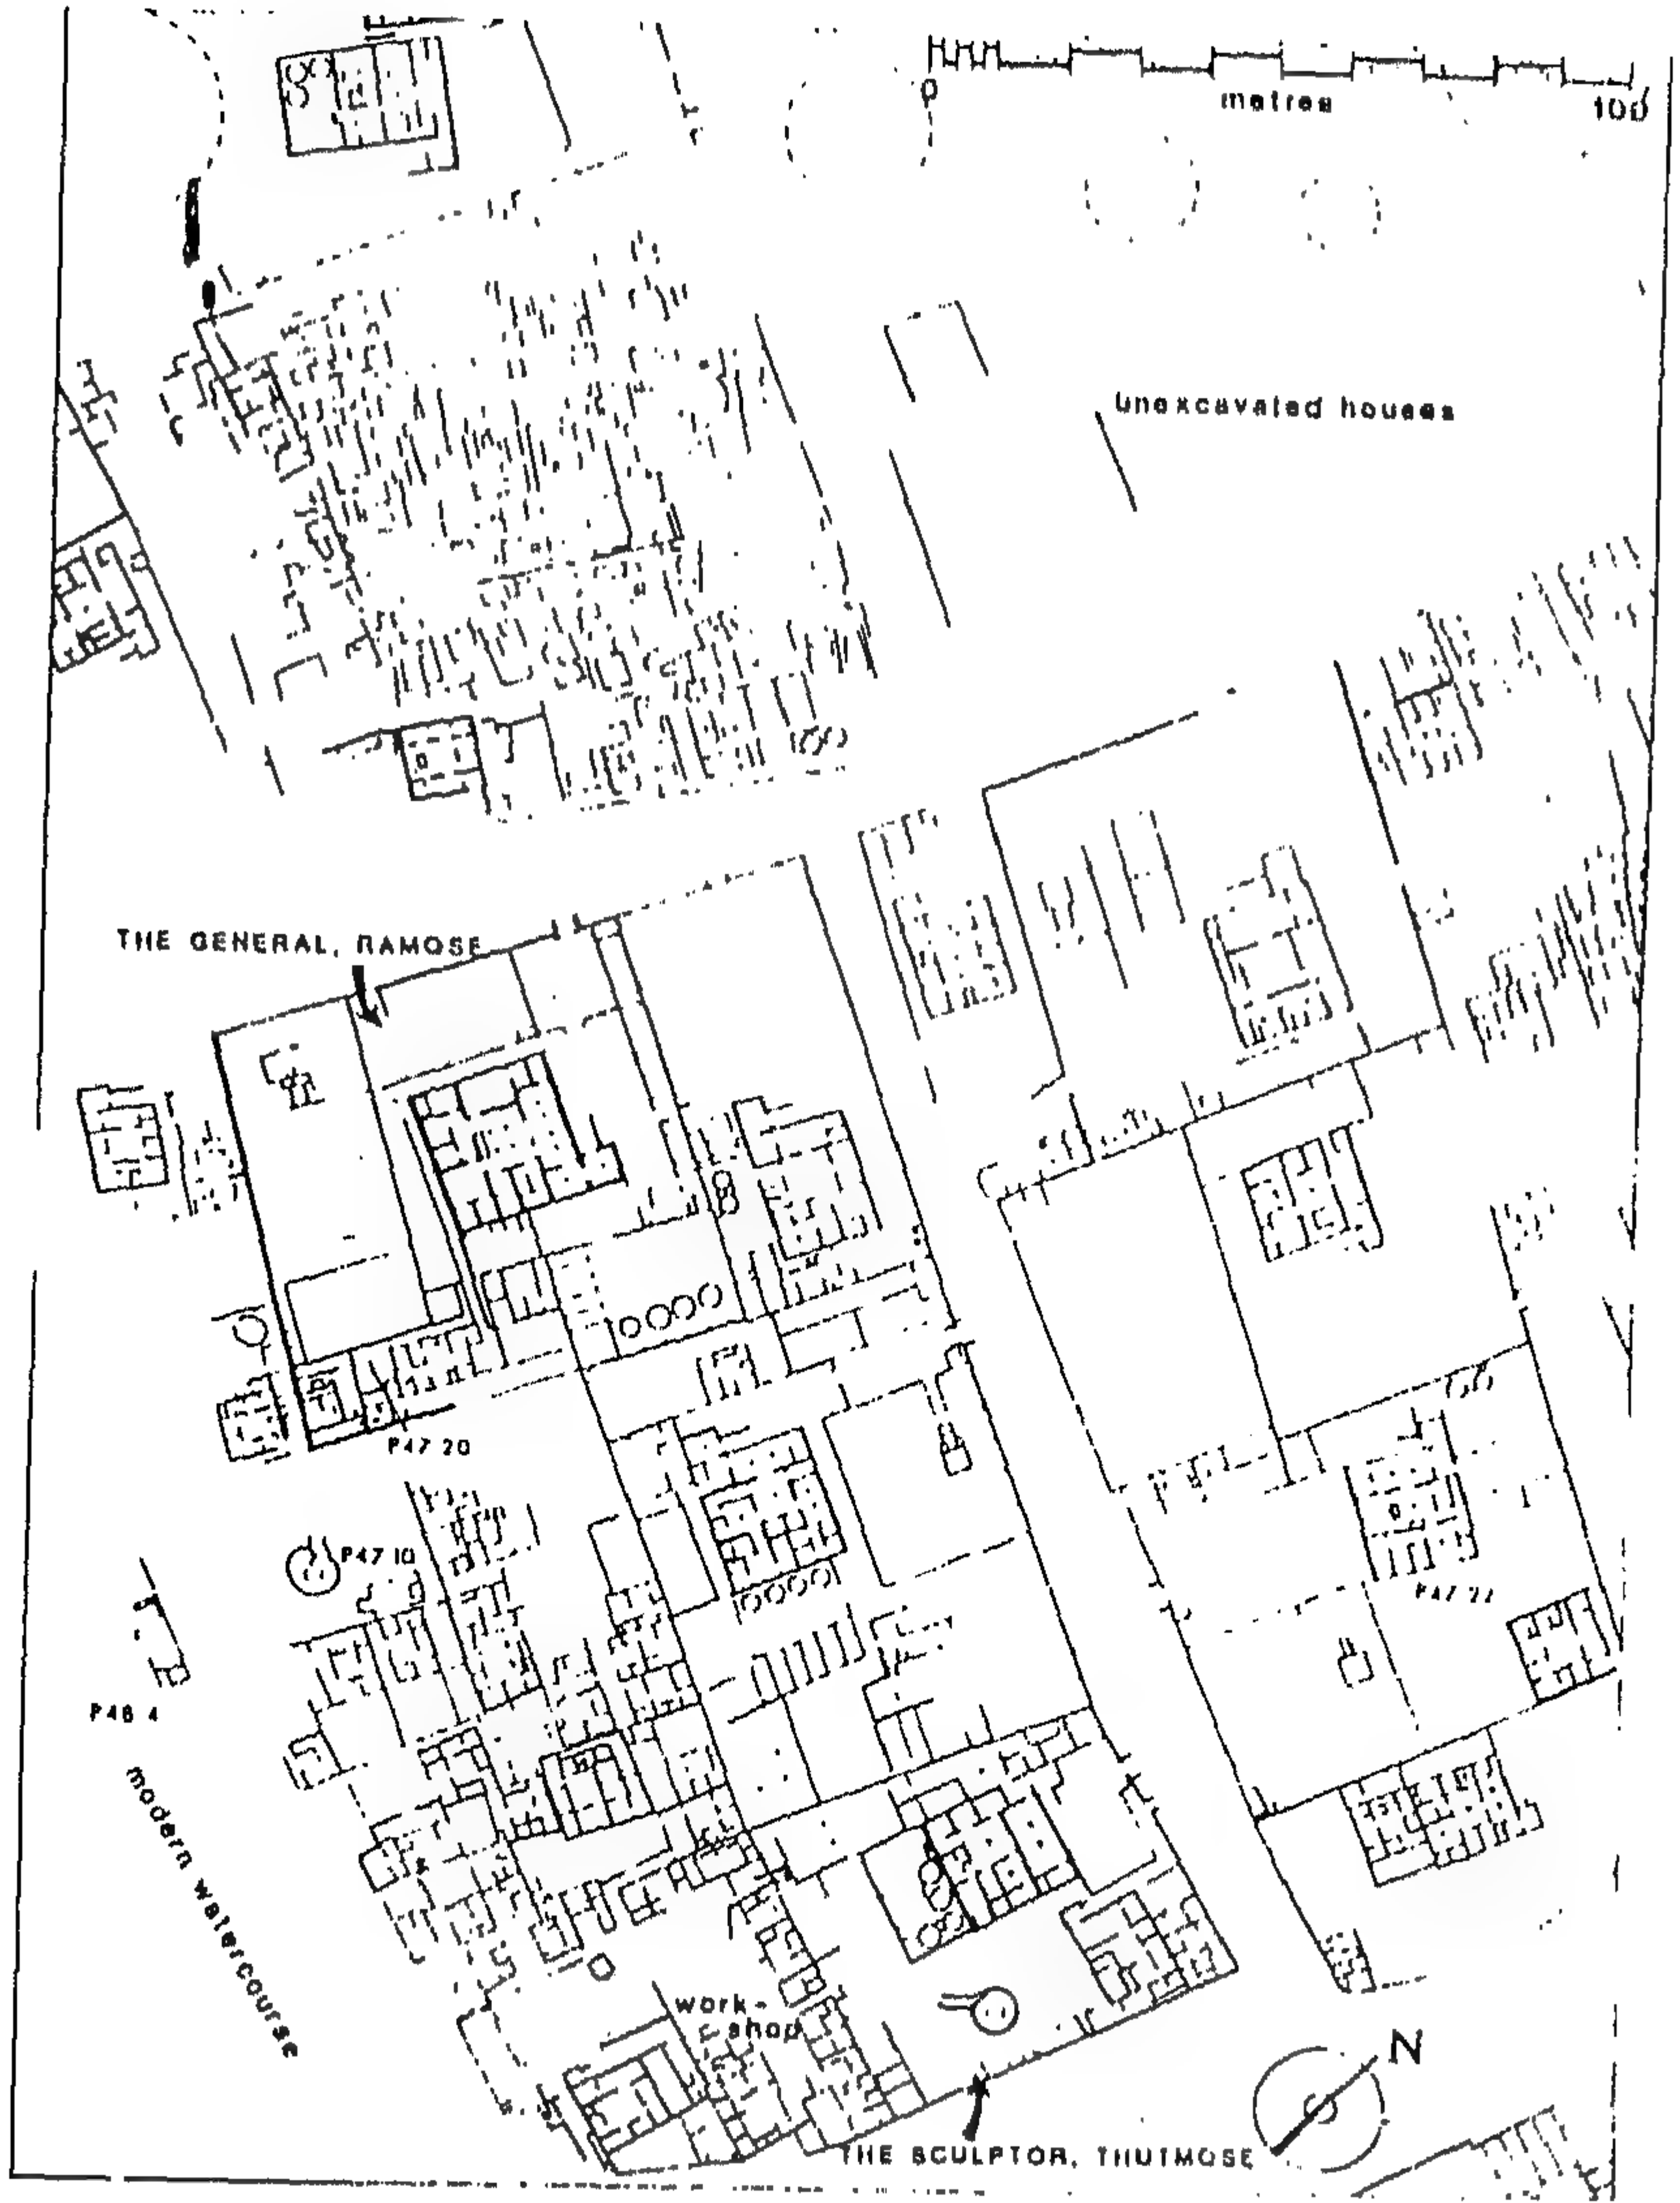 0
metres
100
unexcavated houses
THE GENERAL, RAMOSE
P47 20
P47 10
P47 22
P48 4
modern watercourse
work-
shop
N
THE SCULPTOR, THUTMOSE